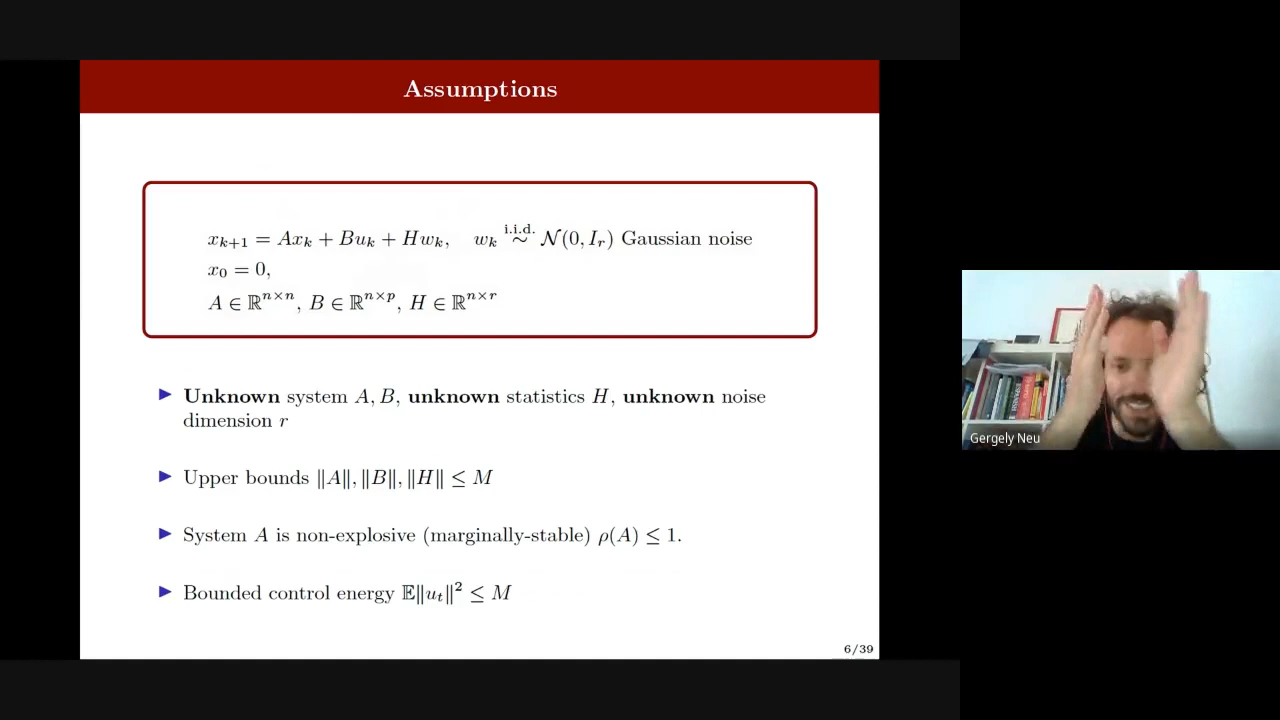 Assumptions
x_{k+1} = Ax_k + Bu_k + Hw_k, w_k \overset{i.i.d.}{\sim} 𝒩(0, I_r) Gaussian noise
x_0 = 0,
A ∈ ℝ^{n×n}, B ∈ ℝ^{n×p}, H ∈ ℝ^{n×r}
▶ Unknown system A, B, unknown statistics H, unknown noise
dimension r
▶ Upper bounds ‖A‖, ‖B‖, ‖H‖ ≤ M
▶ System A is non-explosive (marginally-stable) ρ(A) ≤ 1.
▶ Bounded control energy 𝔼‖u_t‖² ≤ M
6/39
Gergely Neu